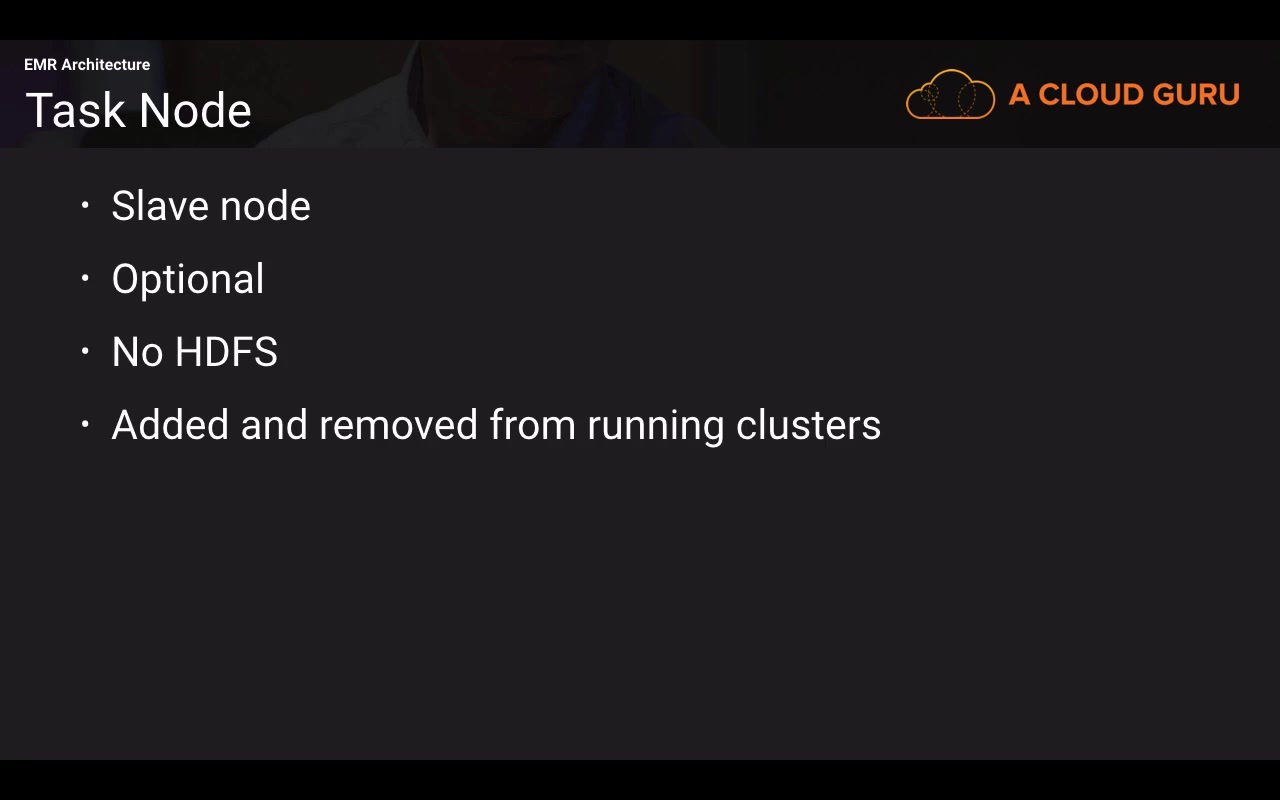 EMR Architecture
Task Node
A CLOUD GURU
• Slave node
• Optional
• No HDFS
• Added and removed from running clusters